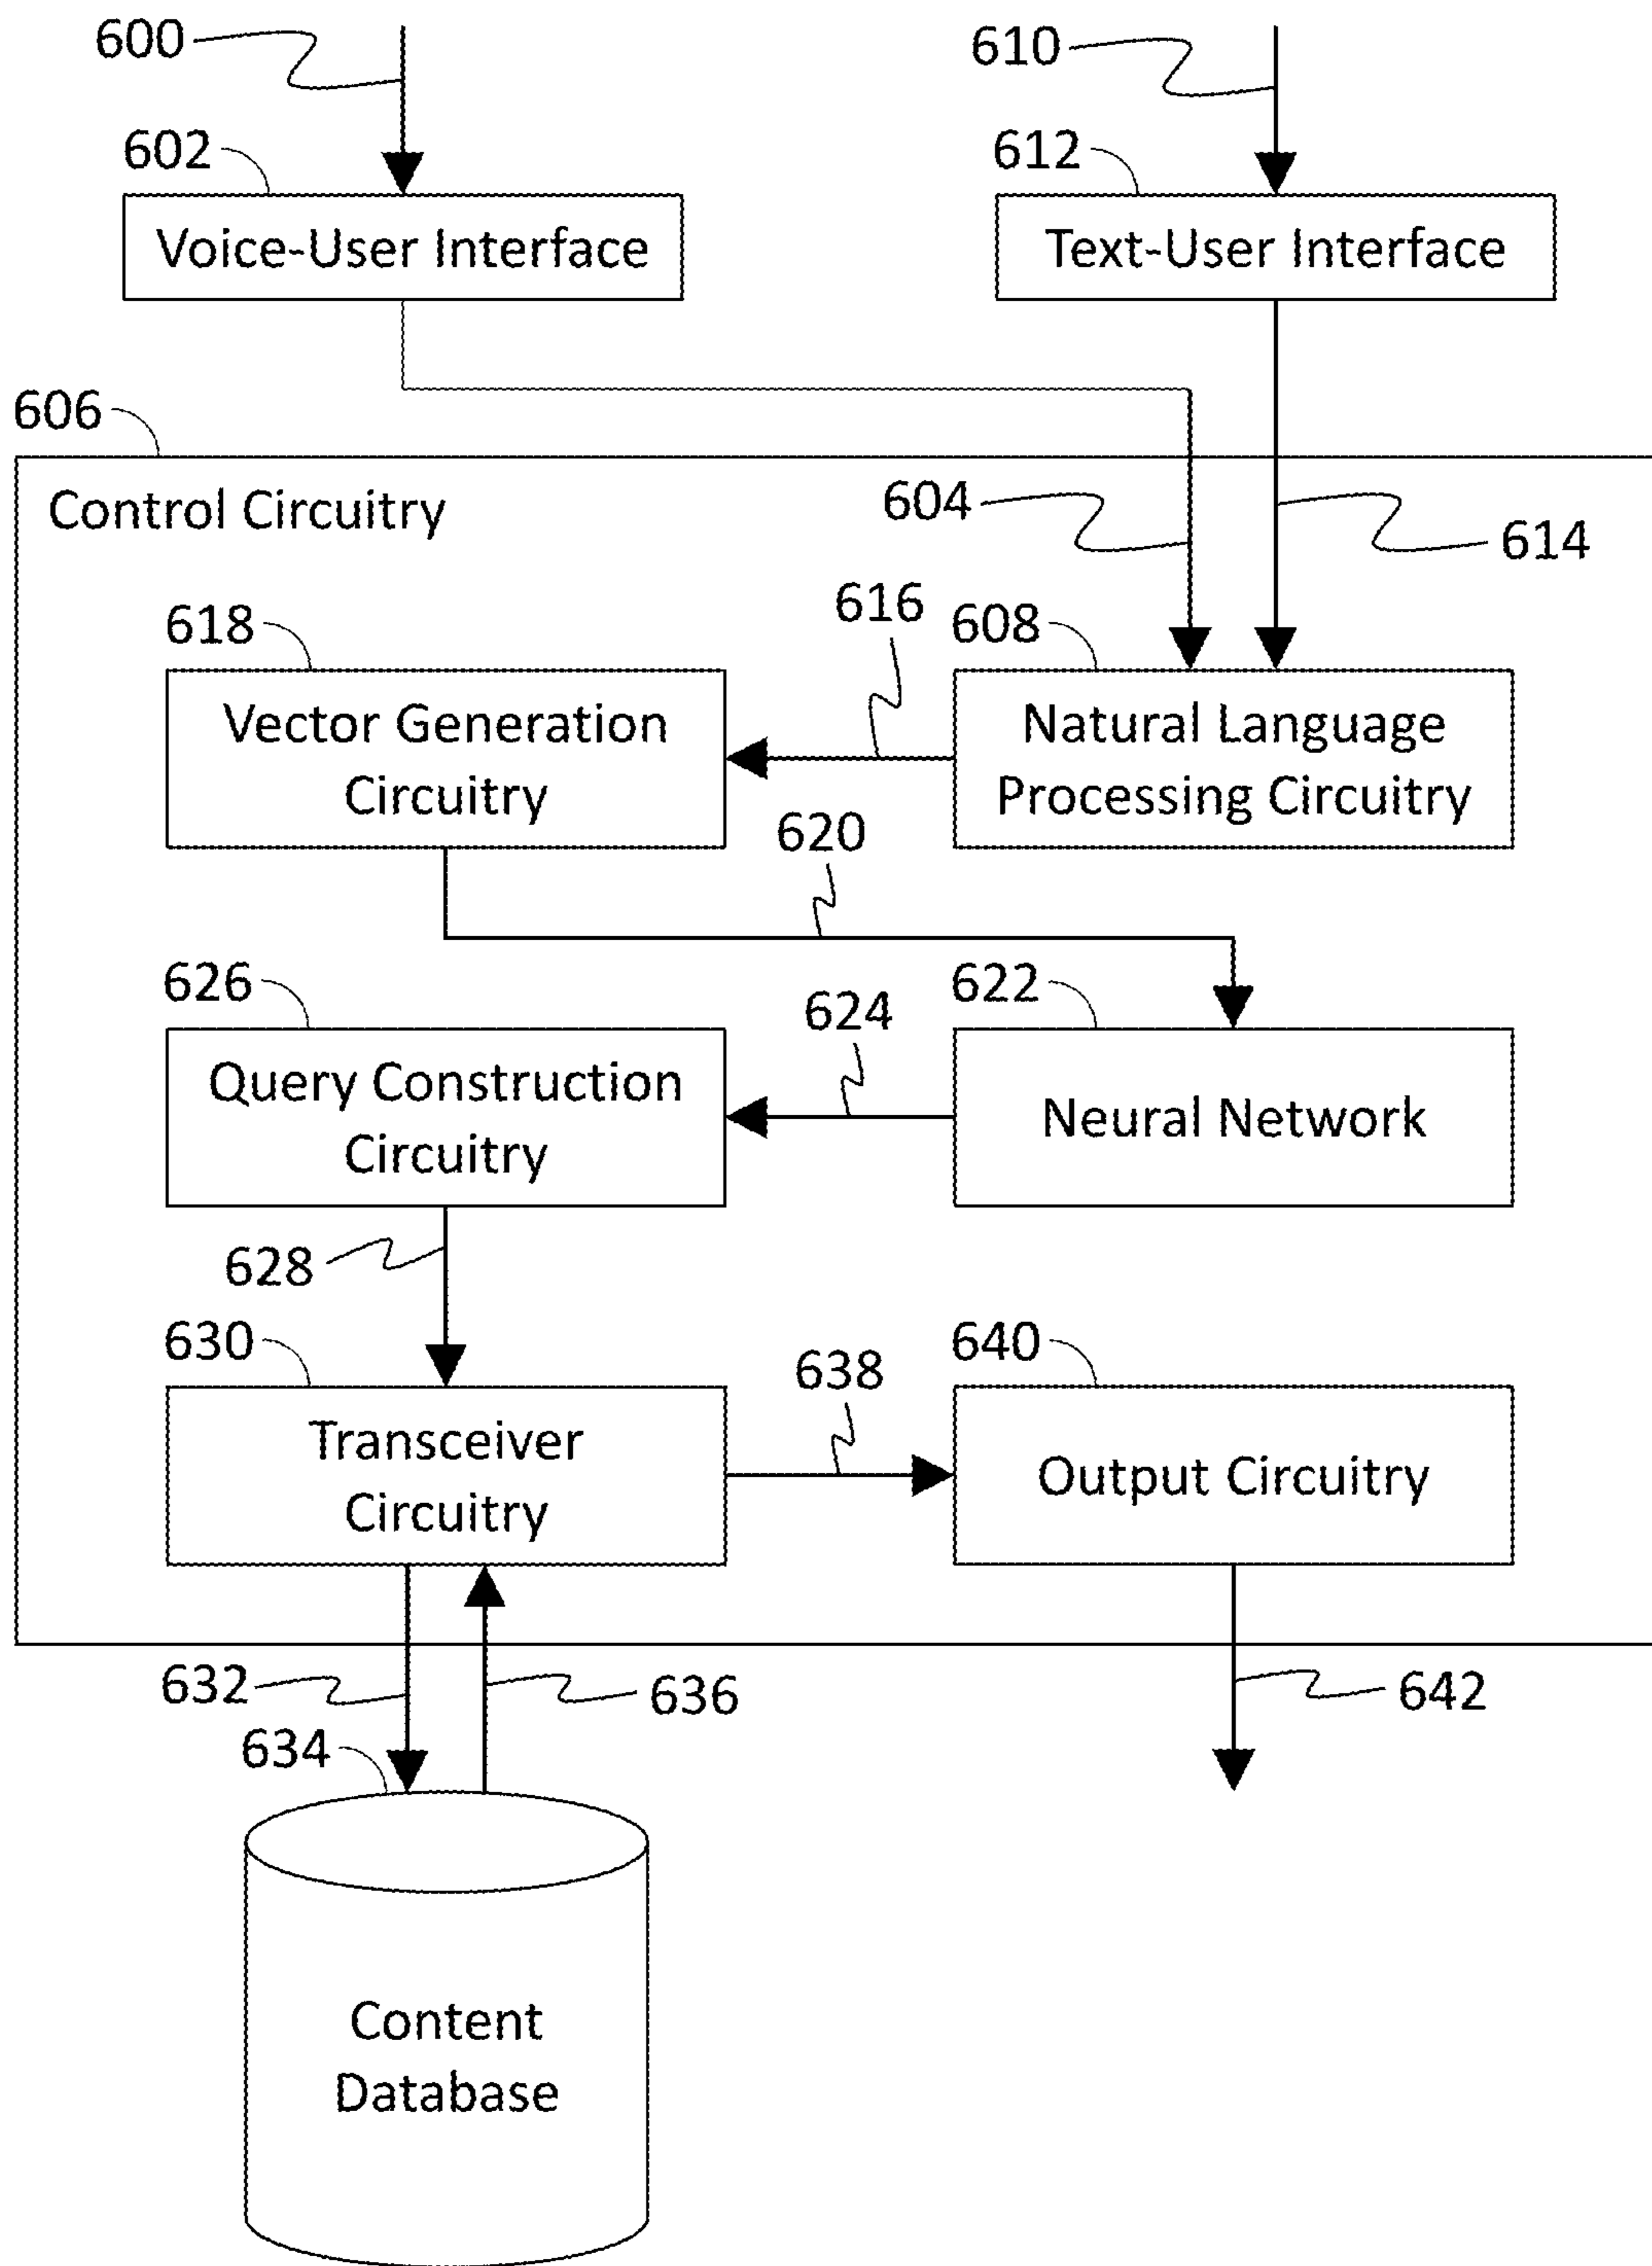 600
610
602
612
Voice-User Interface
Text-User Interface
606
Control Circuitry
604
614
616
618
608
Vector Generation
Circuitry
Natural Language
Processing Circuitry
620
626
622
624
Query Construction
Circuitry
Neural Network
628
630
638
640
Transceiver
Circuitry
Output Circuitry
632
636
642
634
Content
Database